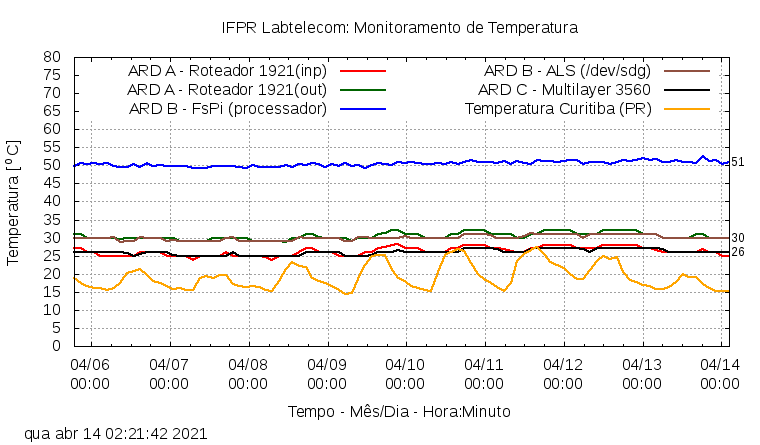 IFPR Labtelecom: Monitoramento de Temperatura
Temperatura [ºC]
80
75
70
65
60
55
50
45
40
35
30
25
20
15
10
5
0
ARD A - Roteador 1921(inp)
ARD A - Roteador 1921(out)
ARD B - FsPi (processador)
ARD B - ALS (/dev/sdg)
ARD C - Multilayer 3560
Temperatura Curitiba (PR)
51
30
26
04/06 04/07 04/08 04/09 04/10 04/11 04/12 04/13 04/14
00:00 00:00 00:00 00:00 00:00 00:00 00:00 00:00 00:00
Tempo - Mês/Dia - Hora:Minuto
qua abr 14 02:21:42 2021